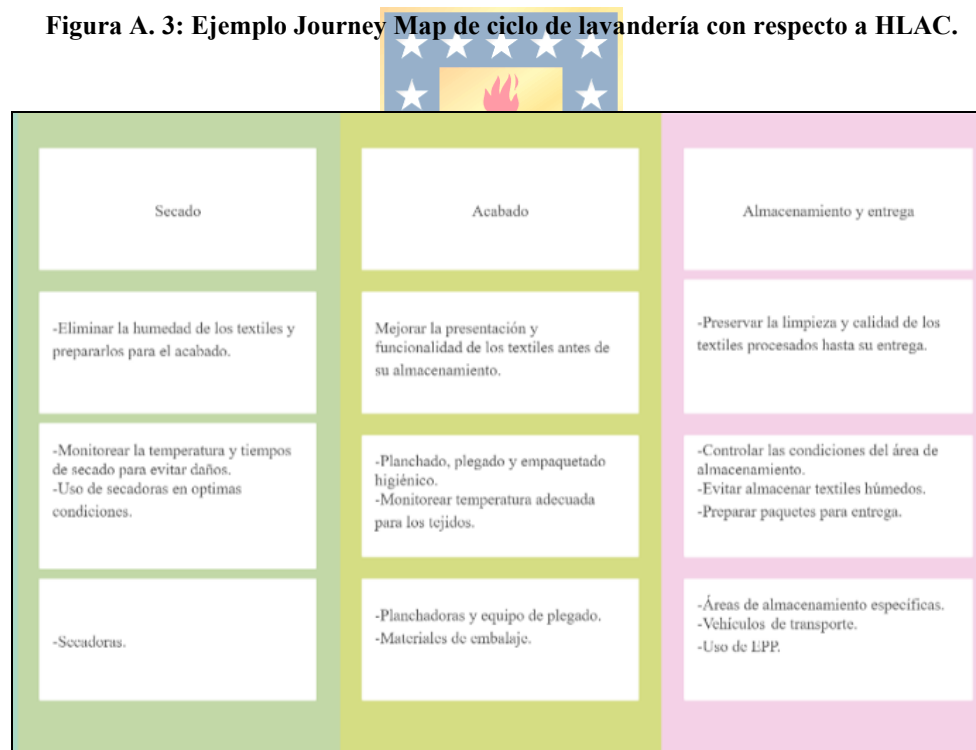 Figura A. 3: Ejemplo Journey Map de ciclo de lavandería con respecto a HLAC.
Secado
Acabado
Almacenamiento y entrega
-Eliminar la humedad de los textiles y
prepararlos para el acabado.
Mejorar la presentación y
funcionalidad de los textiles antes de
su almacenamiento.
-Preservar la limpieza y calidad de los
textiles procesados hasta su entrega.
-Monitorear la temperatura y tiempos
de secado para evitar daños.
-Uso de secadoras en optimas
condiciones.
-Planchado, plegado y empaquetado
higiénico.
-Monitorear temperatura adecuada
para los tejidos.
-Controlar las condiciones del área de
almacenamiento.
-Evitar almacenar textiles húmedos.
-Preparar paquetes para entrega.
-Secadoras.
-Planchadoras y equipo de plegado.
-Materiales de embalaje.
-Áreas de almacenamiento específicas.
-Vehículos de transporte.
-Uso de EPP.